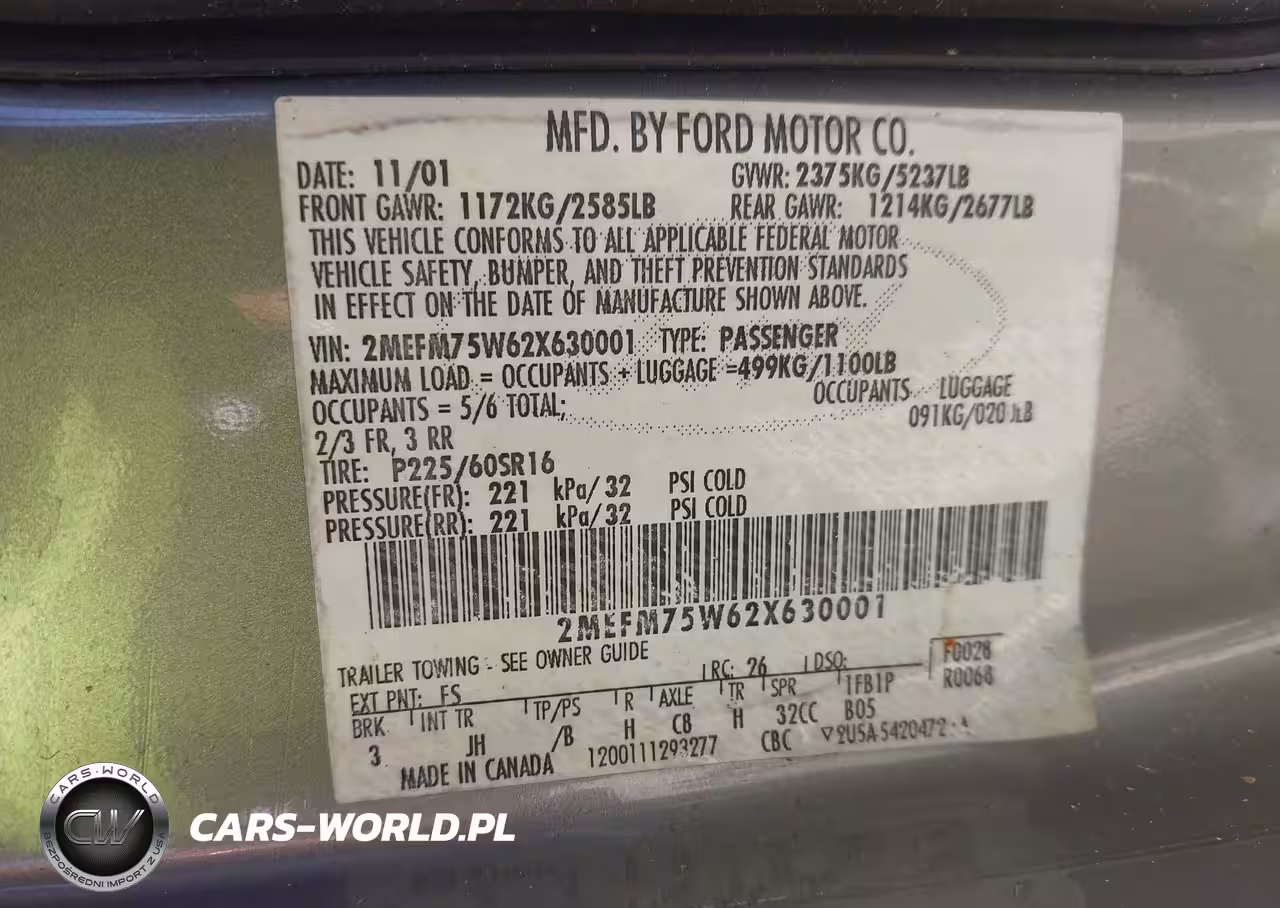 MFD. BY FORD MOTOR CO.
DATE: 11/01 GVWR: 2375KG/5237LB
FRONT GAWR: 1172KG/2585LB REAR GAWR: 1214KG/2677LB
THIS VEHICLE CONFORMS TO ALL APPLICABLE FEDERAL MOTOR
VEHICLE SAFETY, BUMPER, AND THEFT PREVENTION STANDARDS
IN EFFECT ON THE DATE OF MANUFACTURE SHOWN ABOVE.
VIN: 2MEFM75W62X630001 TYPE: PASSENGER
MAXIMUM LOAD = OCCUPANTS + LUGGAGE =499KG/1100LB
OCCUPANTS = 5/6 TOTAL; OCCUPANTS LUGGAGE
2/3 FR, 3 RR 091KG/020 LB
TIRE: P225/60SR16
PRESSURE(FR): 221 kPa/ 32 PSI COLD
PRESSURE(RR): 221 kPa/ 32 PSI COLD
2MEFM75W62X630001
TRAILER TOWING - SEE OWNER GUIDE
EXT PNT: FS RC: 26 DSO: F0028
R0068
BRK INT TR TP/PS R AXLE TR SPR 1FB1P
3 JH /B H C8 H 32CC B05
MADE IN CANADA 1200111293277 CBC
CARS-WORLD
CW
BEZPOŚREDNI IMPORT Z USA
CARS-WORLD.PL